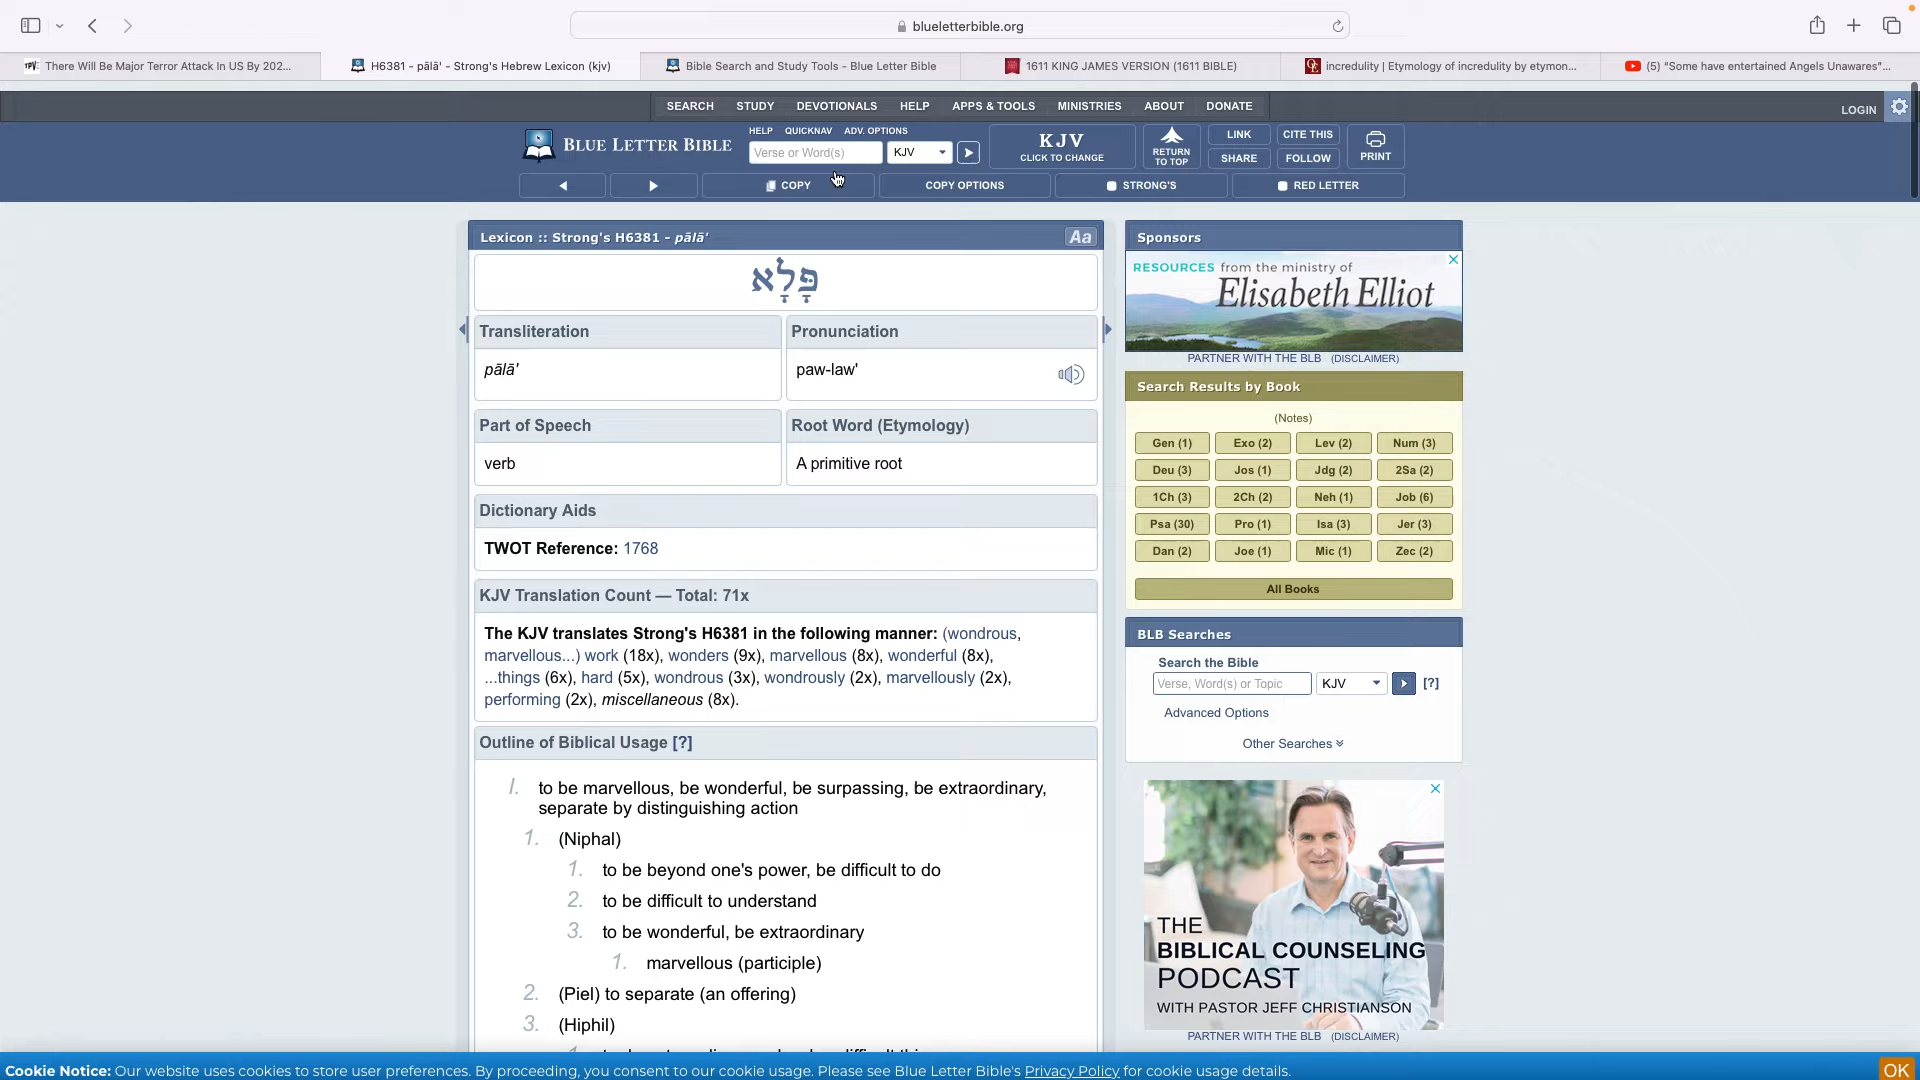 blueletterbible.org
There Will Be Major Terror Attack In US By 202...
H6381 - pālā' - Strong's Hebrew Lexicon (kjv)
Bible Search and Study Tools - Blue Letter Bible
1611 KING JAMES VERSION (1611 BIBLE)
incredulity | Etymology of incredulity by etymon...
(5) "Some have entertained Angels Unawares"...
SEARCH STUDY DEVOTIONALS HELP APPS & TOOLS MINISTRIES ABOUT DONATE
LOGIN
BLUE LETTER BIBLE
HELP QUICKNAV ADV. OPTIONS
Verse or Word(s) KJV
KJV
CLICK TO CHANGE
RETURN
TO TOP
LINK CITE THIS
SHARE FOLLOW
PRINT
COPY COPY OPTIONS STRONG'S RED LETTER
Lexicon :: Strong's H6381 - pālā'
Aa
פָּלָא
Transliteration
pālā'
Pronunciation
paw-law'
Part of Speech
verb
Root Word (Etymology)
A primitive root
Dictionary Aids
TWOT Reference: 1768
KJV Translation Count — Total: 71x
The KJV translates Strong's H6381 in the following manner: (wondrous,
marvellous...) work (18x), wonders (9x), marvellous (8x), wonderful (8x),
...things (6x), hard (5x), wondrous (3x), wondrously (2x), marvellously (2x),
performing (2x), miscellaneous (8x).
Outline of Biblical Usage [?]
I. to be marvellous, be wonderful, be surpassing, be extraordinary,
separate by distinguishing action
1. (Niphal)
1. to be beyond one's power, be difficult to do
2. to be difficult to understand
3. to be wonderful, be extraordinary
1. marvellous (participle)
2. (Piel) to separate (an offering)
3. (Hiphil)
Sponsors
RESOURCES from the ministry of
Elisabeth Elliot
PARTNER WITH THE BLB (DISCLAIMER)
Search Results by Book
(Notes)
Gen (1) Exo (2) Lev (2) Num (3)
Deu (3) Jos (1) Jdg (2) 2Sa (2)
1Ch (3) 2Ch (2) Neh (1) Job (6)
Psa (30) Pro (1) Isa (3) Jer (3)
Dan (2) Joe (1) Mic (1) Zec (2)
All Books
BLB Searches
Search the Bible
Verse, Word(s) or Topic KJV [?]
Advanced Options
Other Searches
THE
BIBLICAL COUNSELING
PODCAST
WITH PASTOR JEFF CHRISTIANSON
PARTNER WITH THE BLB (DISCLAIMER)
Cookie Notice: Our website uses cookies to store user preferences. By proceeding, you consent to our cookie usage. Please see Blue Letter Bible's Privacy Policy for cookie usage details.
OK